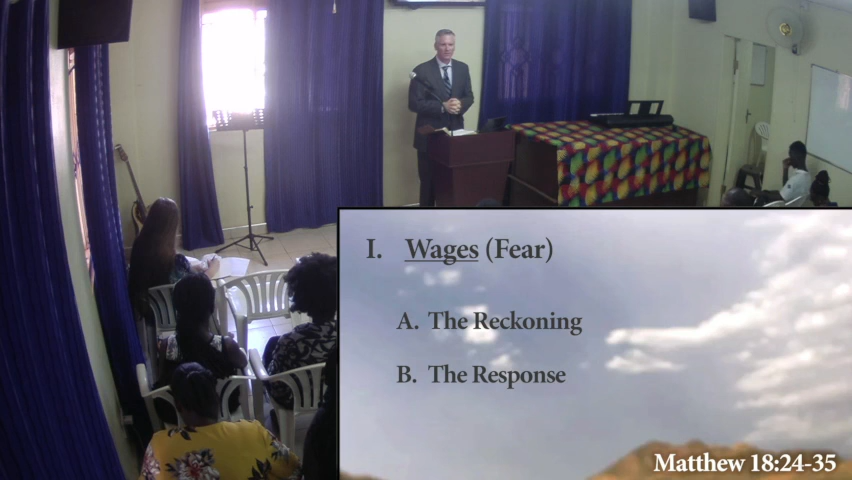 I. Wages (Fear)
A. The Reckoning
B. The Response
Matthew 18:24-35